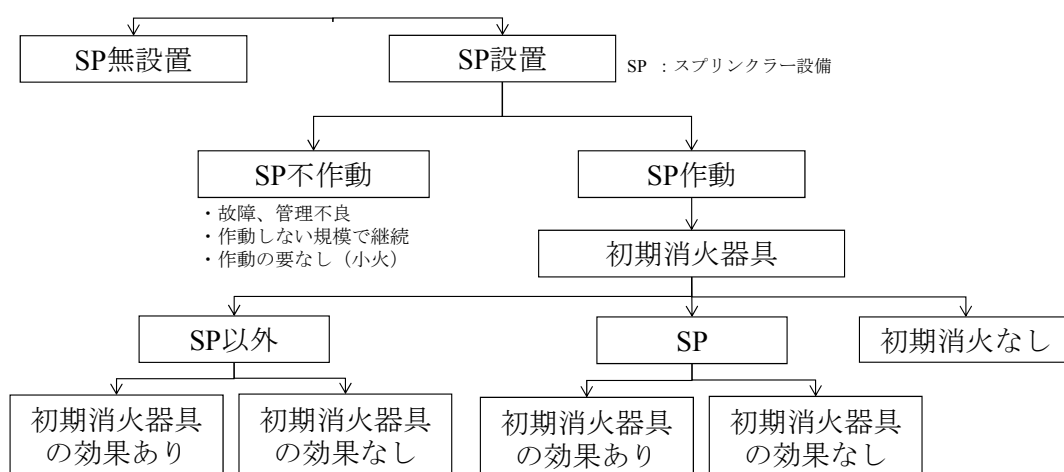 SP無設置
SP設置
SP ：スプリンクラー設備
SP不作動
SP作動
・故障、管理不良
・作動しない規模で継続
・作動の要なし（小火）
初期消火器具
SP以外
SP
初期消火なし
初期消火器具
の効果あり
初期消火器具
の効果なし
初期消火器具
の効果あり
初期消火器具
の効果なし